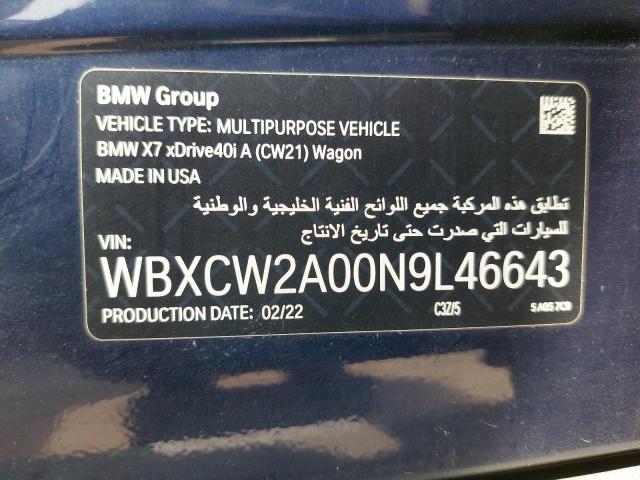 BMW Group
VEHICLE TYPE: MULTIPURPOSE VEHICLE
BMW X7 xDrive40i A (CW21) Wagon
MADE IN USA
تطابق هذه المركبة جميع اللوائح الفنية الخليجية والوطنية
للسيارات التي صدرت حتى تاريخ الانتاج
VIN:
WBXCW2A00N9L46643
PRODUCTION DATE: 02/22 C3Z/5 5A057C9